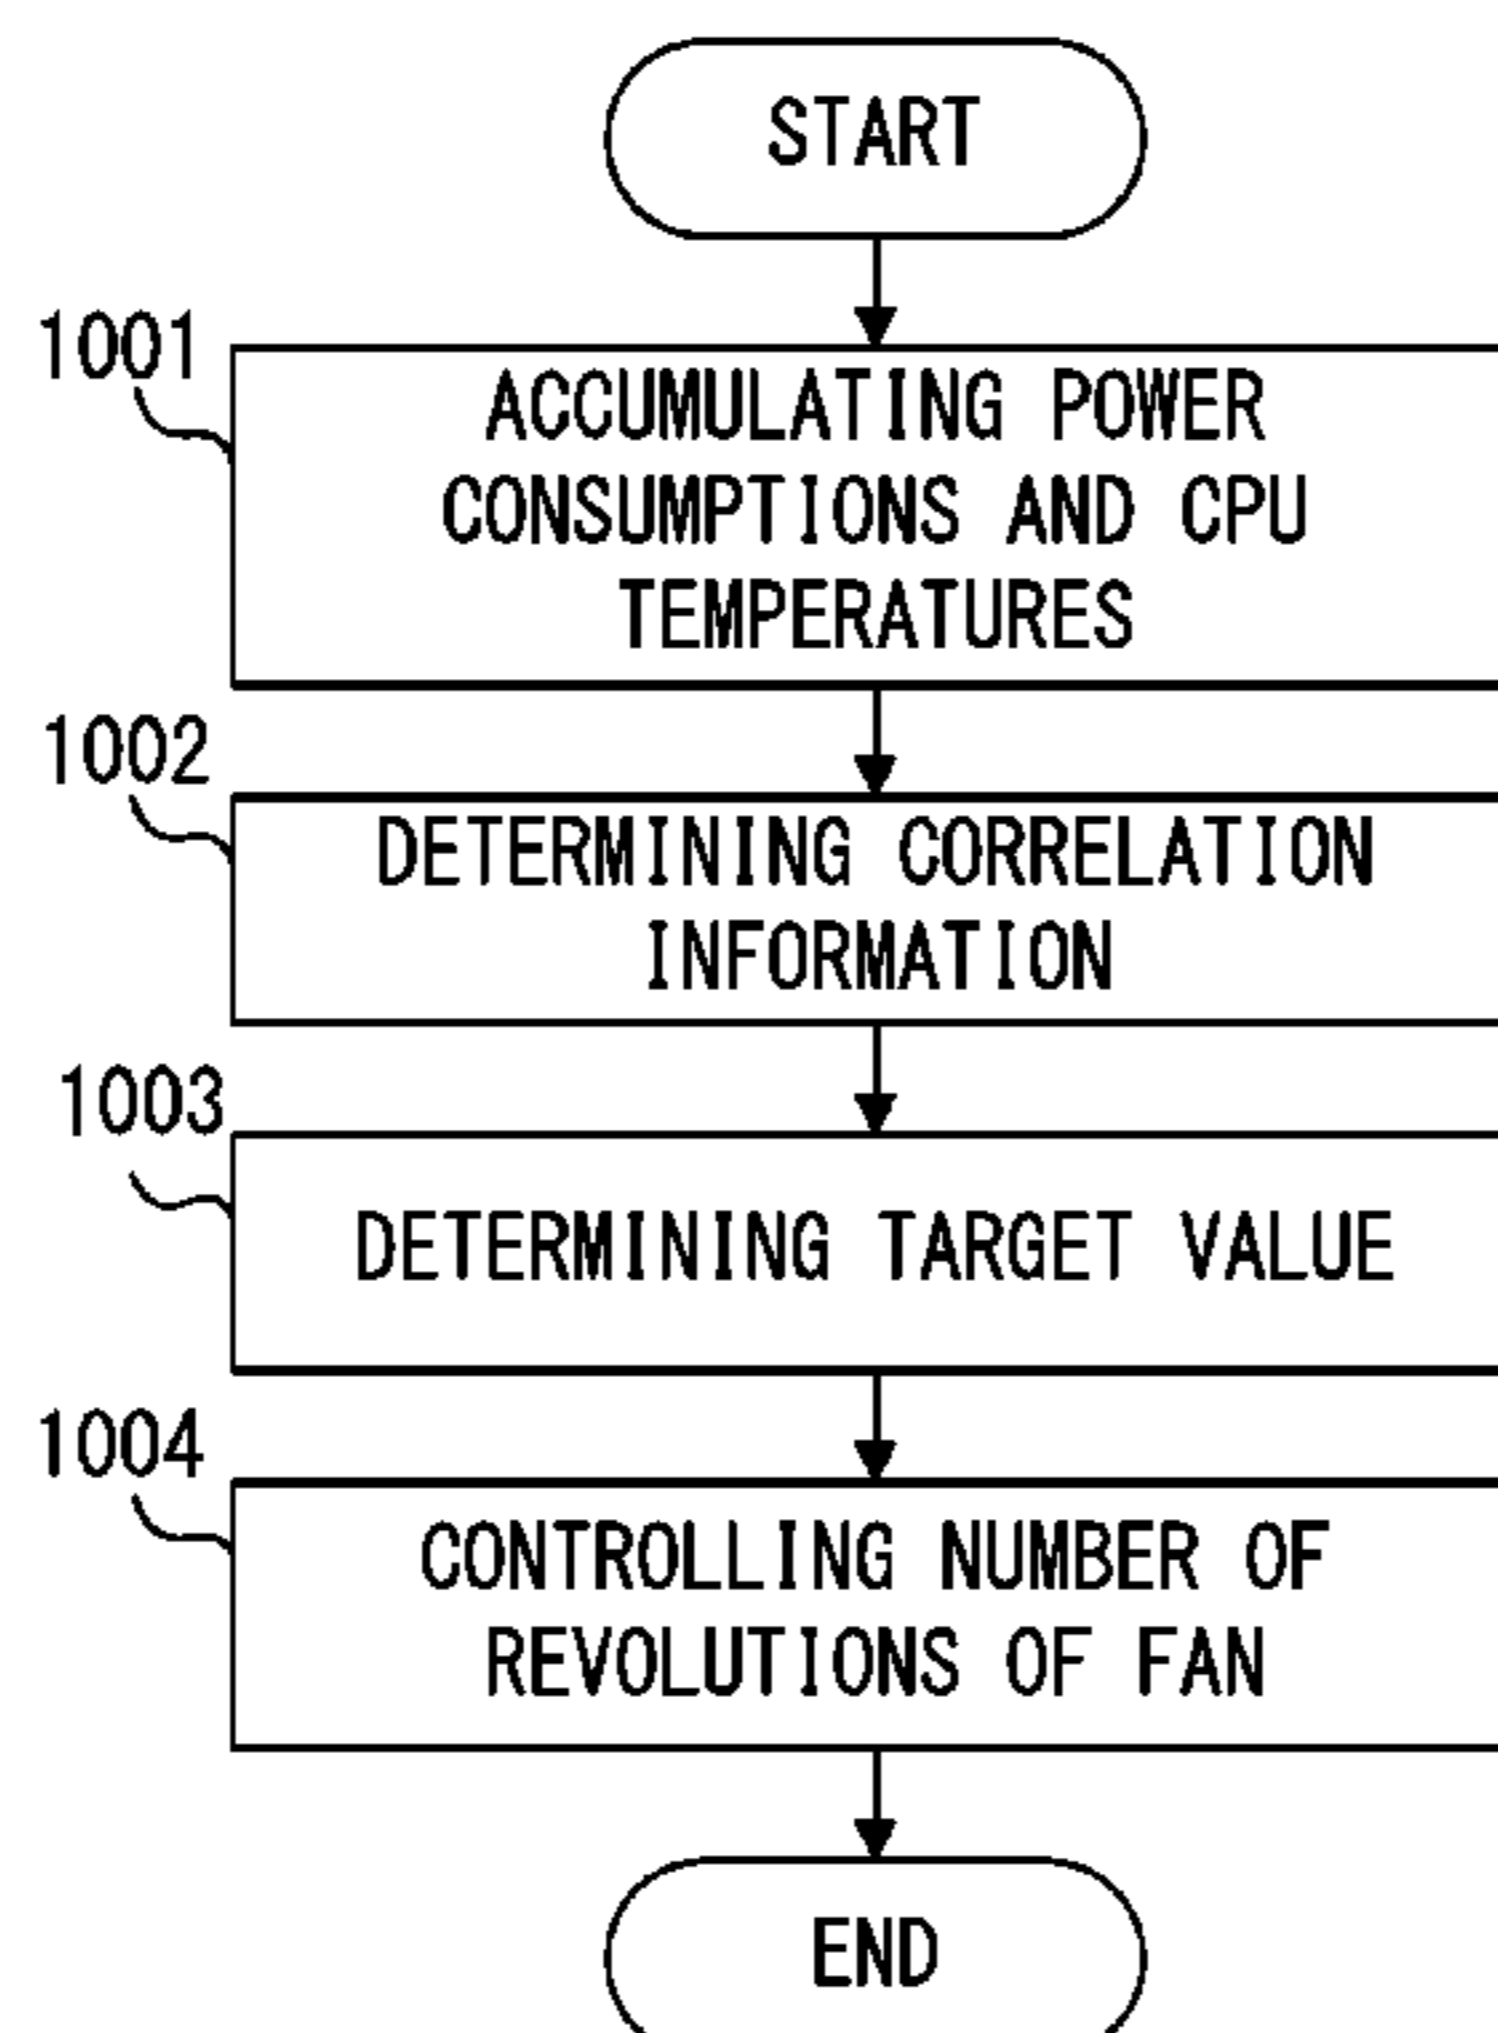 START
1001
ACCUMULATING POWER
CONSUMPTIONS AND CPU
TEMPERATURES
1002
DETERMINING CORRELATION
INFORMATION
1003
DETERMINING TARGET VALUE
1004
CONTROLLING NUMBER OF
REVOLUTIONS OF FAN
END